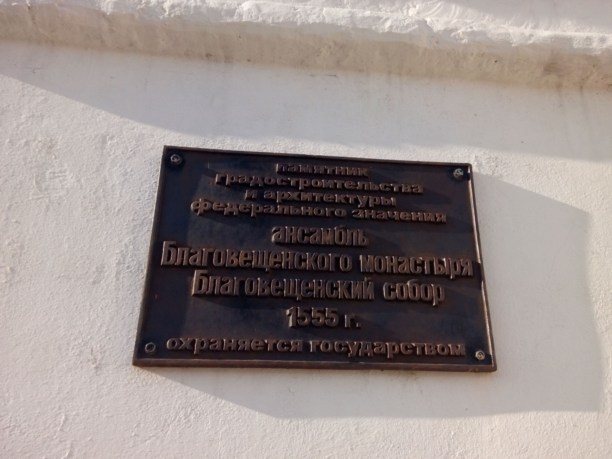 памятник
градостроительства
и архитектуры
федерального значения
ансамбль
Благовещенского монастыря
Благовещенский собор
1555 г.
охраняется государством